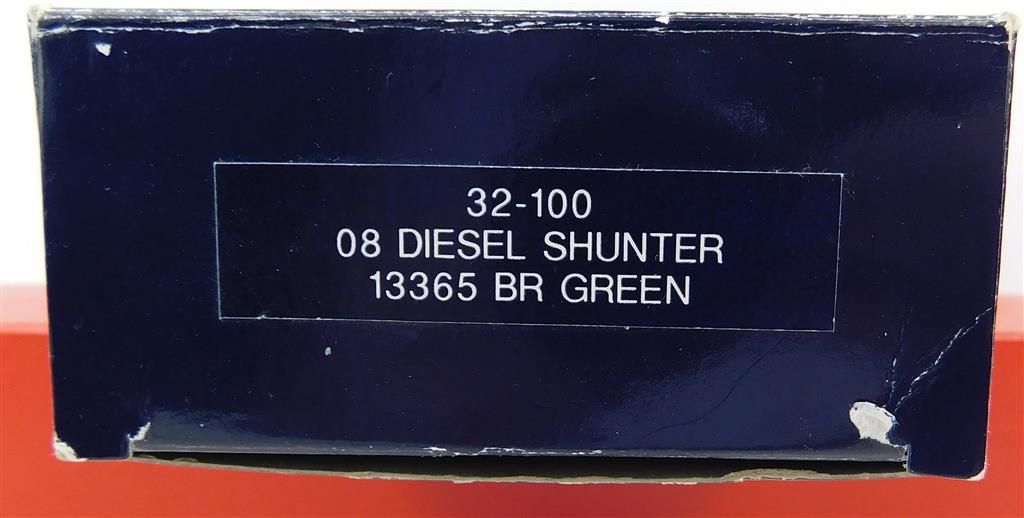 32-100
08 DIESEL SHUNTER
13365 BR GREEN